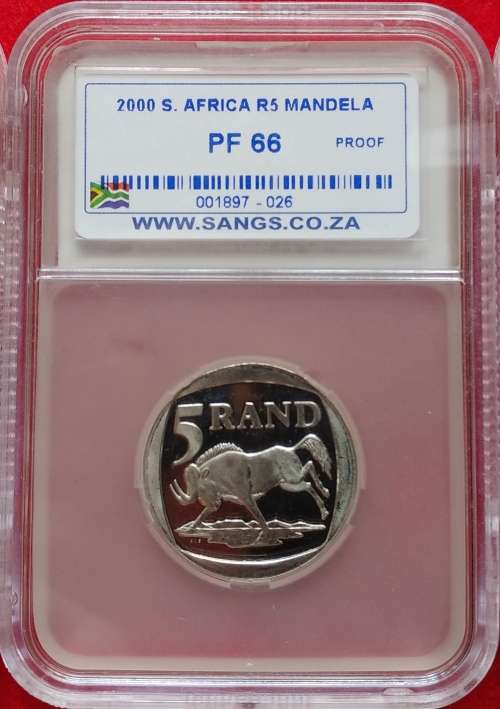 2000 S. AFRICA R5 MANDELA
PF 66 PROOF
001897 - 026
WWW.SANGS.CO.ZA
5 RAND